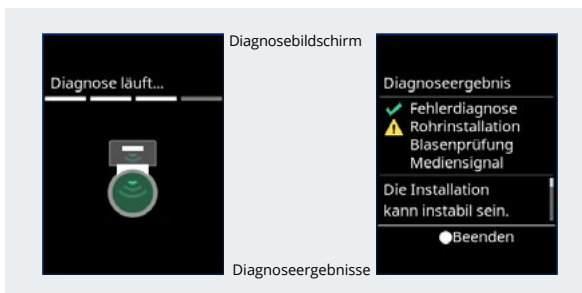 Diagnosebildschirm
Diagnose läuft...
Diagnoseergebnis
Fehlerdiagnose
Rohrinstallation
Blasenprüfung
Mediensignal
Die Installation
kann instabil sein.
Beenden
Diagnoseergebnisse